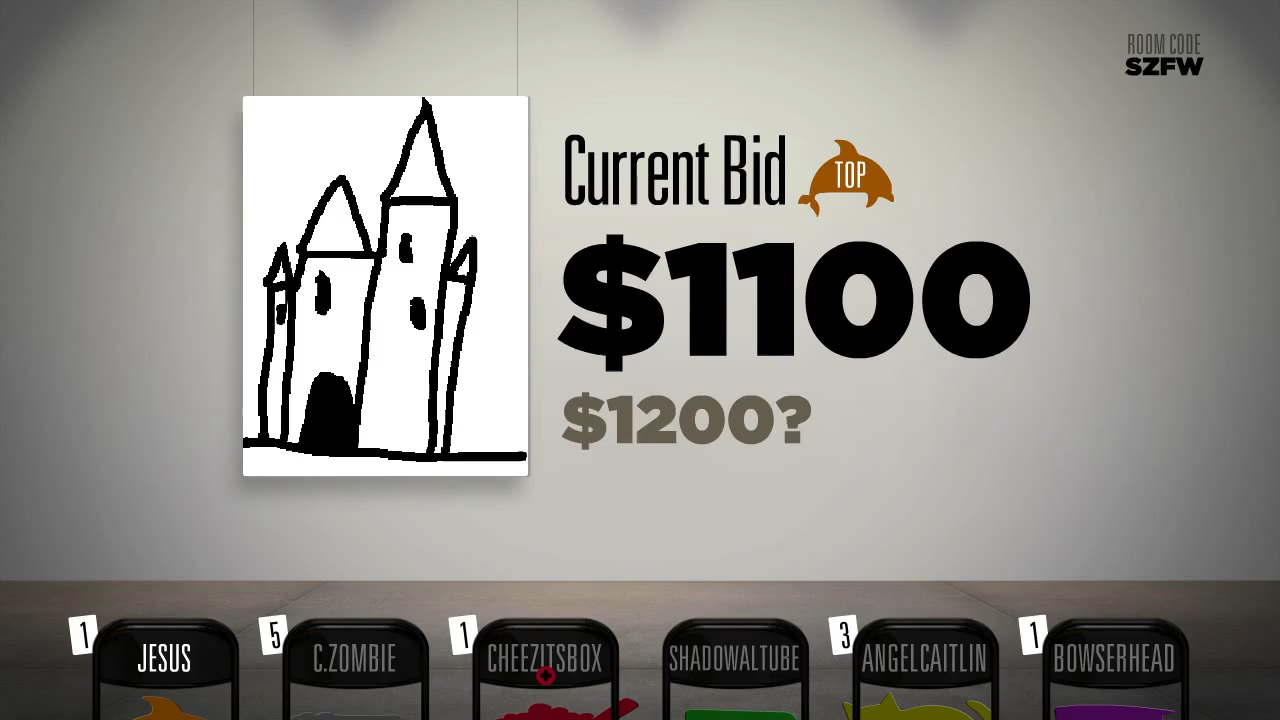 ROOM CODE
SZFW
Current Bid
TOP
$1100
$1200?
1 5 1 3 1
JESUS C.ZOMBIE CHEEZITSBOX SHADOWALTUBE ANGELCAITLIN BOWSERHEAD